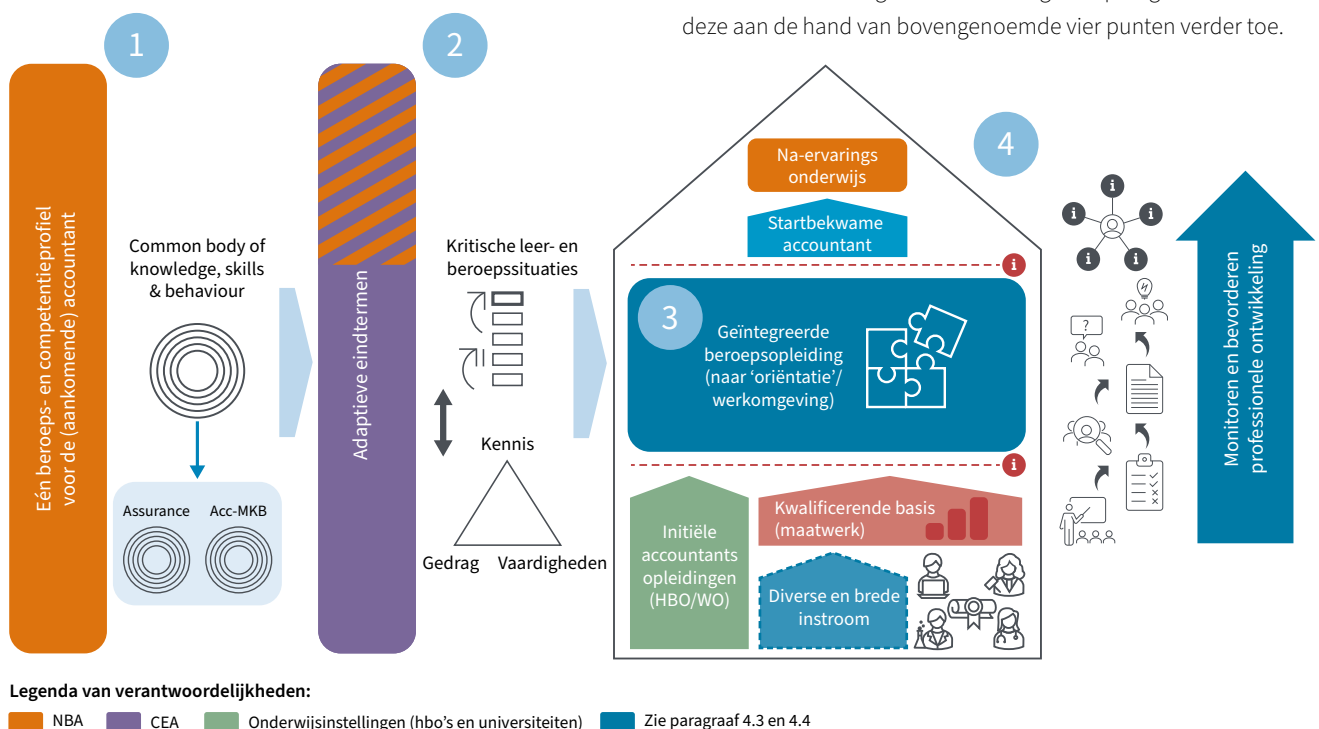 deze aan de hand van bovengenoemde vier punten verder toe.
1
2
4
Eén beroeps- en competentieprofiel
voor de (aankomende) accountant
Common body of
knowledge, skills
& behaviour
Assurance
Acc-MKB
Adaptieve eindtermen
Kritische leer- en
beroepssituaties
Kennis
Gedrag
Vaardigheden
Na-ervarings
onderwijs
Startbekwame
accountant
i
3
Geïntegreerde
beroepsopleiding
(naar ‘oriëntatie’/
werkomgeving)
i
Initiële
accountants
opleidingen
(HBO/WO)
Kwalificerende basis
(maatwerk)
Diverse en brede
instroom
i
i
i
i
i
?
Monitoren en bevorderen
professionele ontwikkeling
Legenda van verantwoordelijkheden:
NBA
CEA
Onderwijsinstellingen (hbo's en universiteiten)
Zie paragraaf 4.3 en 4.4